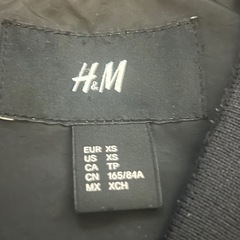 H&M
EUR XS
US XS
CA TP
CN 165/84A
MX XCH